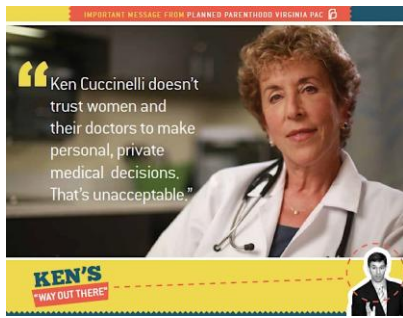 IMPORTANT MESSAGE FROM PLANNED PARENTHOOD VIRGINIA PAC
“Ken Cuccinelli doesn’t
trust women and
their doctors to make
personal, private
medical decisions.
That’s unacceptable.”
KEN’S
“WAY OUT THERE”